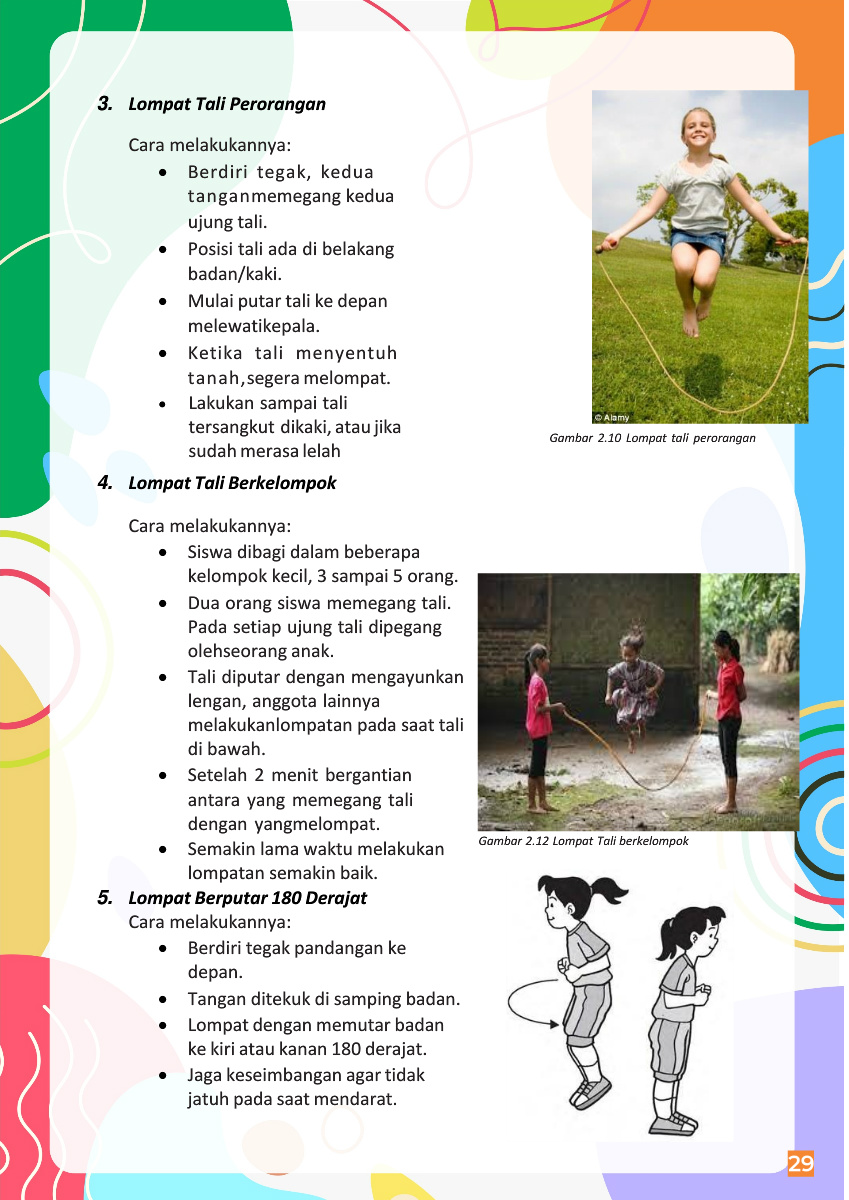 3. Lompat Tali Perorangan
Cara melakukannya:
• Berdiri tegak, kedua
tanganmemegang kedua
ujung tali.
• Posisi tali ada di belakang
badan/kaki.
• Mulai putar tali ke depan
melewatikepala.
• Ketika tali menyentuh
tanah,segera melompat.
• Lakukan sampai tali
tersangkut dikaki, atau jika
sudah merasa lelah
© Alamy
Gambar 2.10 Lompat tali perorangan
4. Lompat Tali Berkelompok
Cara melakukannya:
• Siswa dibagi dalam beberapa
kelompok kecil, 3 sampai 5 orang.
• Dua orang siswa memegang tali.
Pada setiap ujung tali dipegang
olehseorang anak.
• Tali diputar dengan mengayunkan
lengan, anggota lainnya
melakukanlompatan pada saat tali
di bawah.
• Setelah 2 menit bergantian
antara yang memegang tali
dengan yangmelompat.
• Semakin lama waktu melakukan
lompatan semakin baik.
Gambar 2.12 Lompat Tali berkelompok
5. Lompat Berputar 180 Derajat
Cara melakukannya:
• Berdiri tegak pandangan ke
depan.
• Tangan ditekuk di samping badan.
• Lompat dengan memutar badan
ke kiri atau kanan 180 derajat.
• Jaga keseimbangan agar tidak
jatuh pada saat mendarat.
29